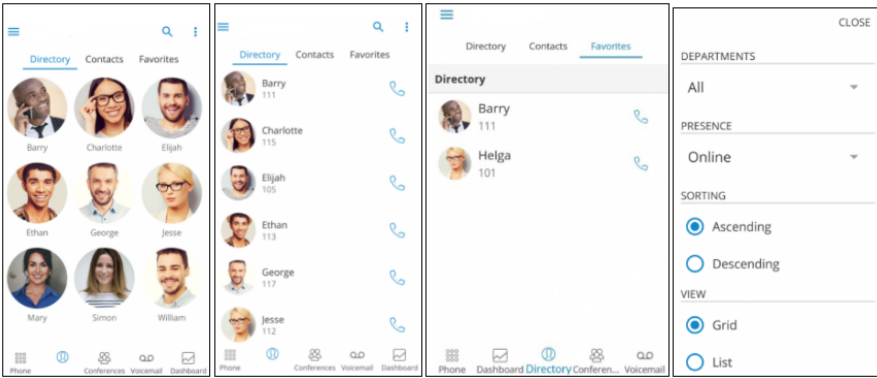 Directory Contacts Favorites
Barry Charlotte Elijah
Ethan George Jesse
Mary Simon William
Phone Conferences Voicemail Dashboard
Directory Contacts Favorites
Barry
111
Charlotte
115
Elijah
105
Ethan
113
George
117
Jesse
112
Phone Conferences Voicemail Dashboard
Directory Contacts Favorites
Directory
Barry
111
Helga
101
Phone Dashboard Directory Conferen... Voicemail
CLOSE
DEPARTMENTS
All
PRESENCE
Online
SORTING
Ascending
Descending
VIEW
Grid
List